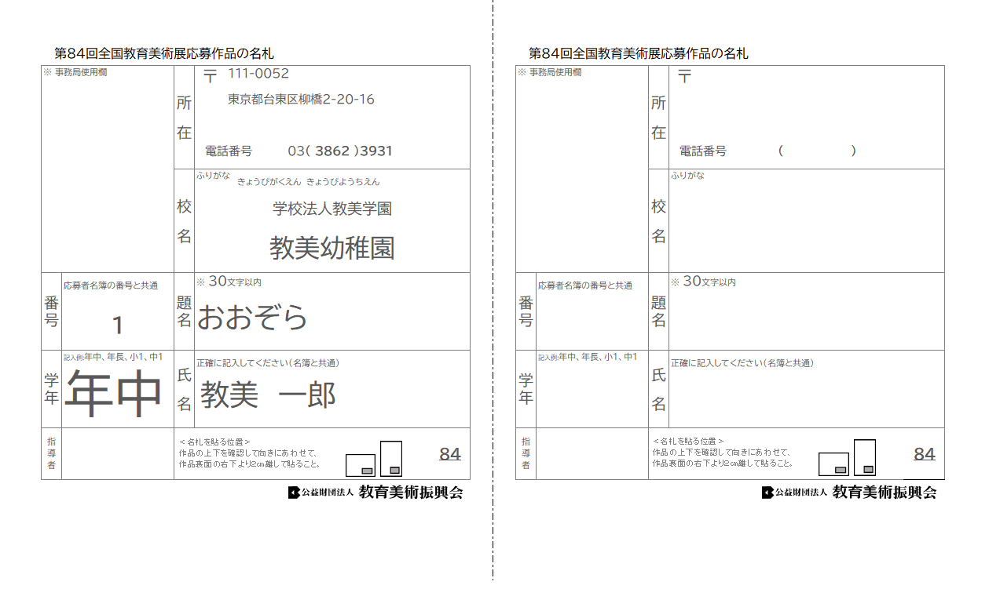 第84回全国教育美術展応募作品の名札
※ 事務局使用欄
所在
〒 111-0052
東京都台東区柳橋2-20-16
電話番号 03( 3862 )3931
校名
ふりがな
きょうびがくえん きょうびようちえん
学校法人教美学園
教美幼稚園
番号
応募者名簿の番号と共通
1
題名
※ 30文字以内
おおぞら
学年
記入例:年中、年長、小1、中1
年中
氏名
正確に記入してください(名簿と共通)
教美 一郎
指導者
<名札を貼る位置>
作品の上下を確認して向きにあわせて、
作品裏面の右下より2cm離して貼ること。
84
公益財団法人 教育美術振興会
第84回全国教育美術展応募作品の名札
※ 事務局使用欄
所在
〒
電話番号 ( )
校名
ふりがな
番号
応募者名簿の番号と共通
題名
※ 30文字以内
学年
記入例:年中、年長、小1、中1
氏名
正確に記入してください(名簿と共通)
指導者
<名札を貼る位置>
作品の上下を確認して向きにあわせて、
作品裏面の右下より2cm離して貼ること。
84
公益財団法人 教育美術振興会